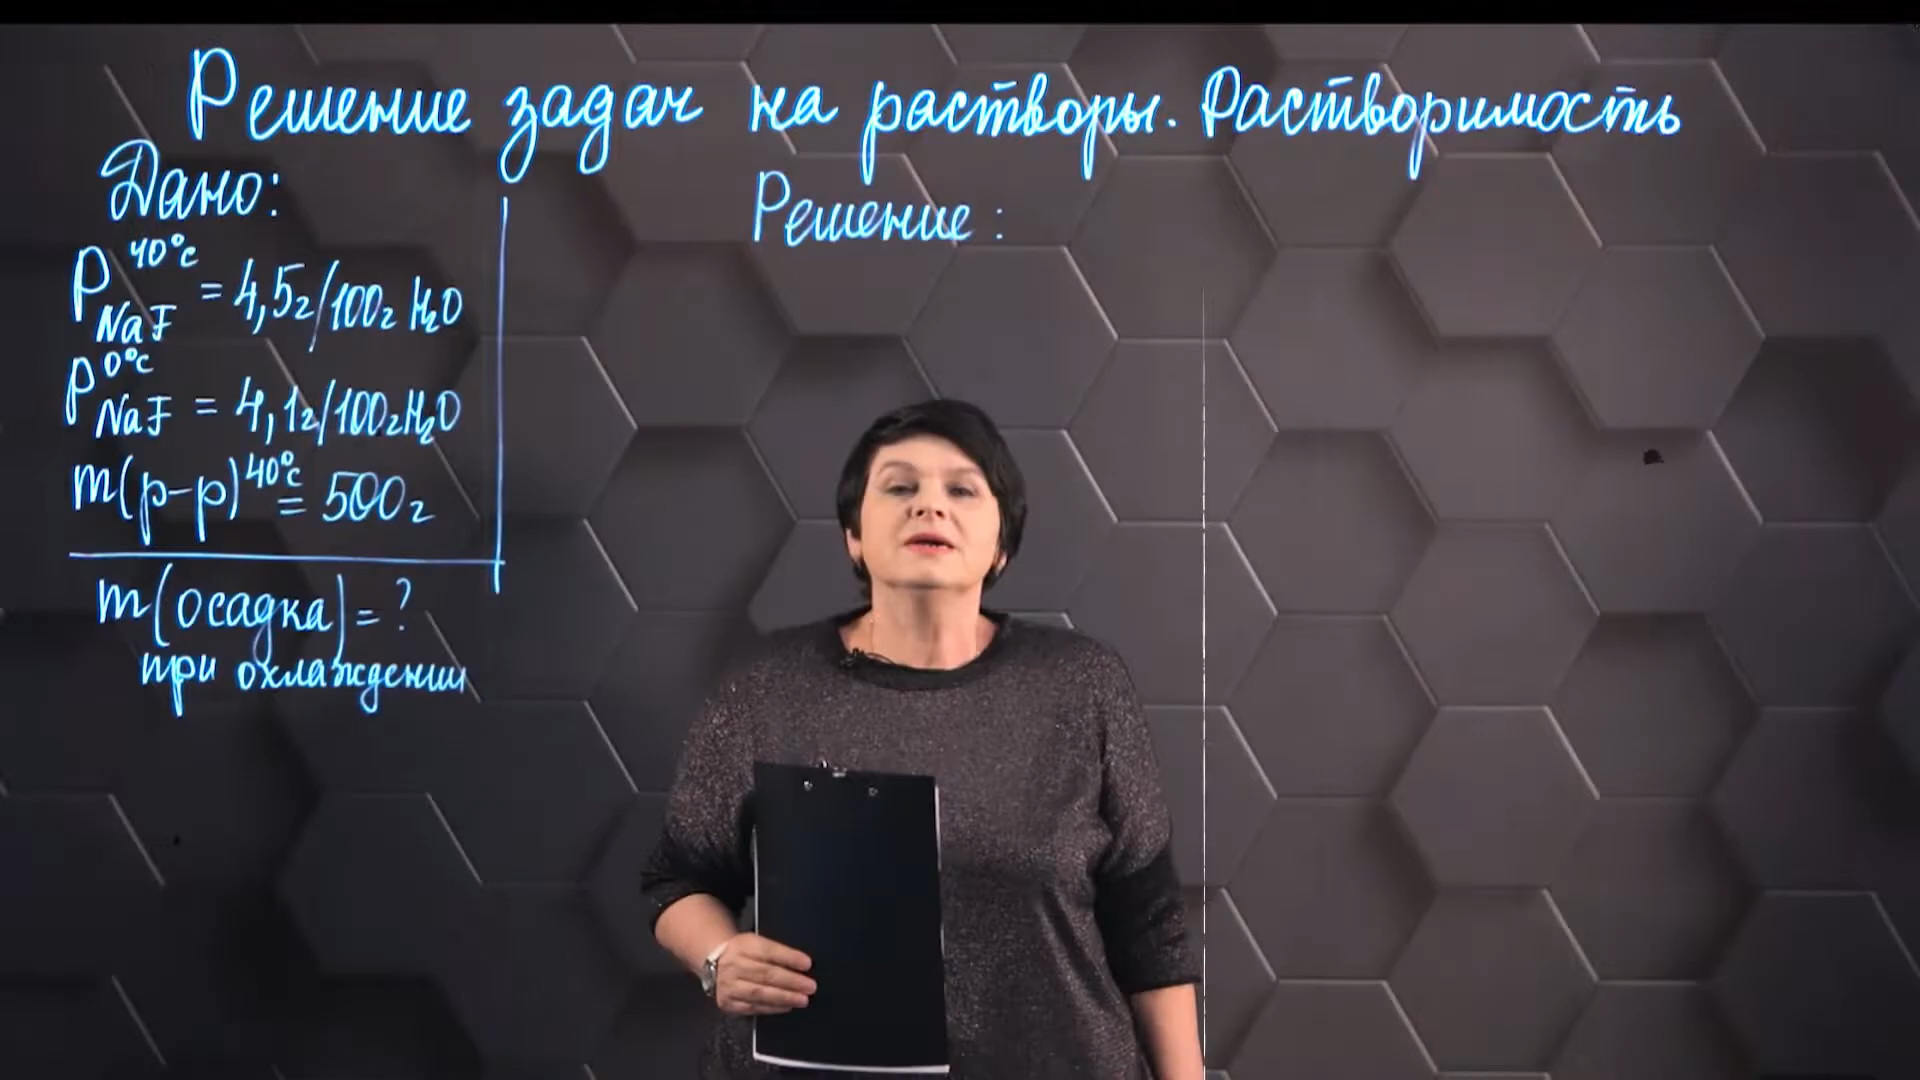 Решение задач на растворы. Растворимость
Дано:
Решение:
P 40°C NaF = 4,5г/100г H₂O
P 0°C NaF = 4,1г/100г H₂O
m(р-р) 40°C = 500г
m(осадка) = ?
при охлаждении